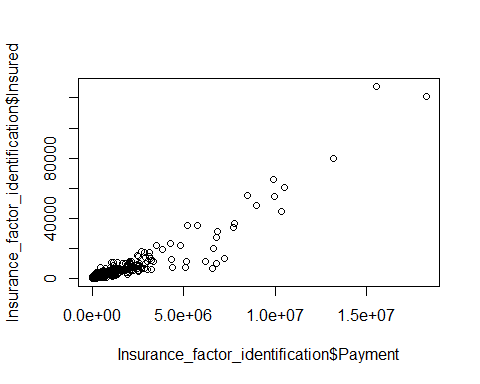 Insurance_factor_identification$Insured
80000
40000
0
0.0e+00 5.0e+06 1.0e+07 1.5e+07
Insurance_factor_identification$Payment